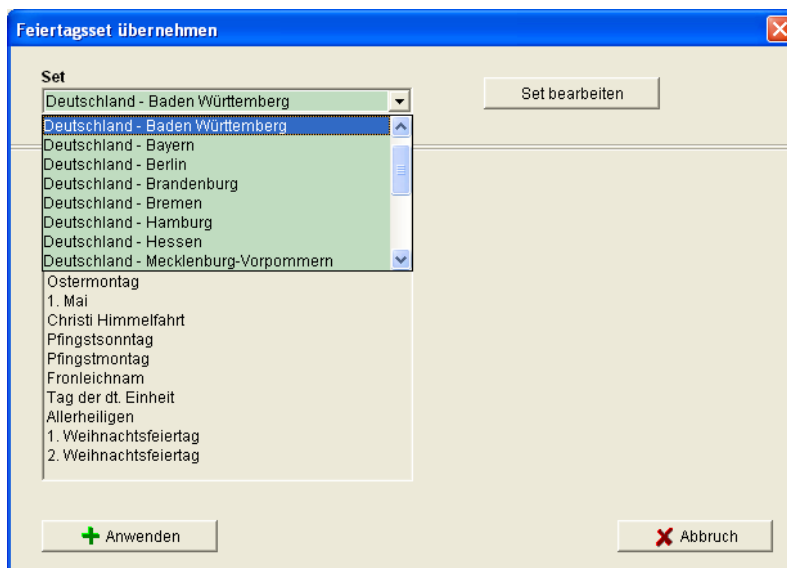 Feiertagsset übernehmen
Set
Deutschland - Baden Württemberg
Set bearbeiten
Deutschland - Baden Württemberg
Deutschland - Bayern
Deutschland - Berlin
Deutschland - Brandenburg
Deutschland - Bremen
Deutschland - Hamburg
Deutschland - Hessen
Deutschland - Mecklenburg-Vorpommern
Ostermontag
1. Mai
Christi Himmelfahrt
Pfingstsonntag
Pfingstmontag
Fronleichnam
Tag der dt. Einheit
Allerheiligen
1. Weihnachtsfeiertag
2. Weihnachtsfeiertag
Anwenden
Abbruch